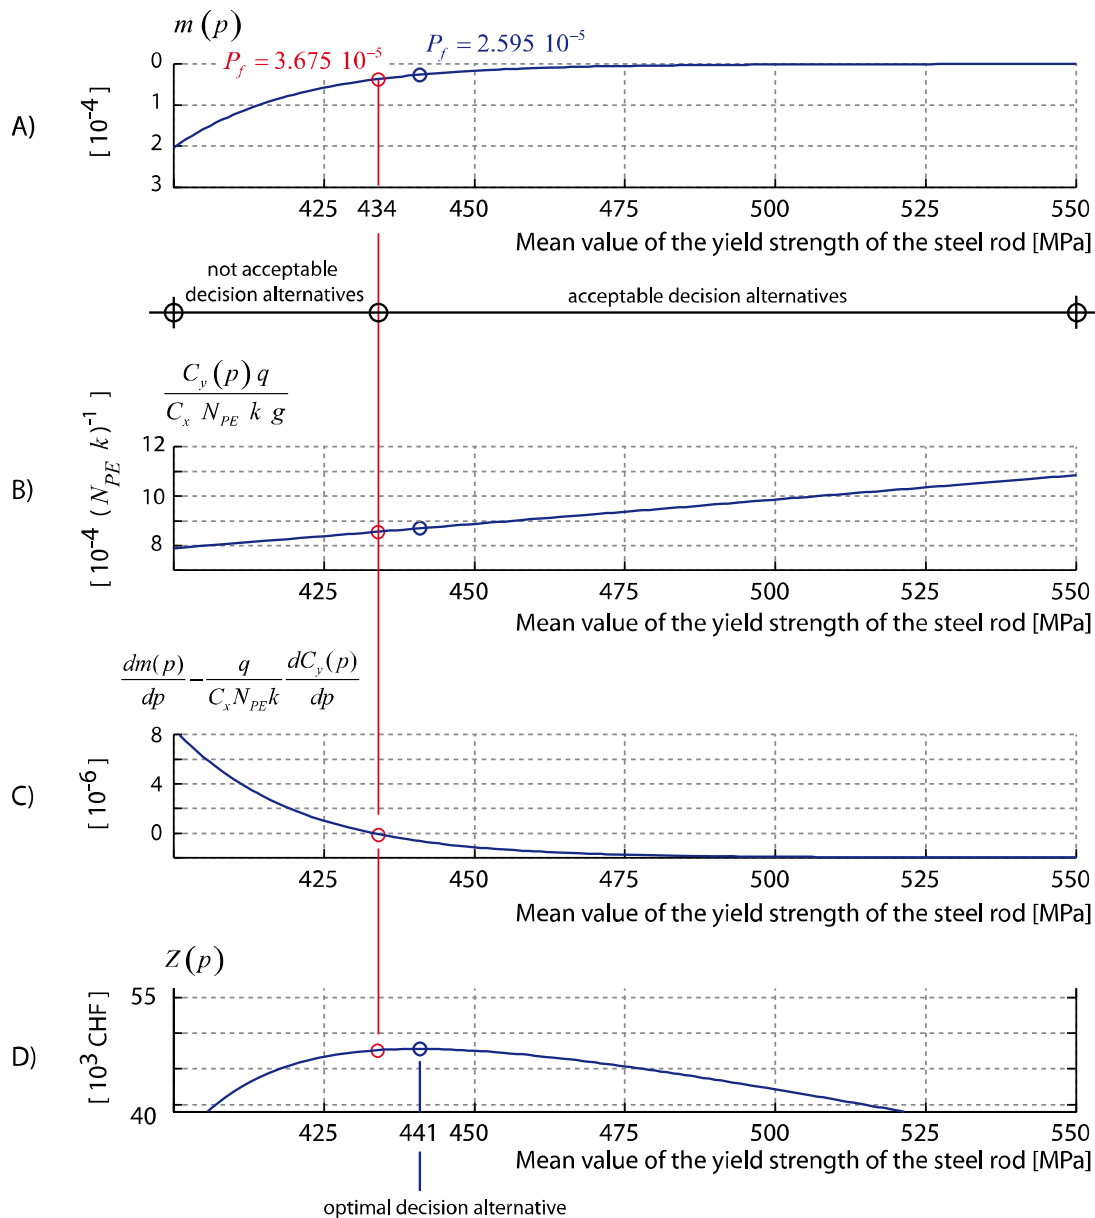 m (p)
P_f = 3.675 10⁻⁵
P_f = 2.595 10⁻⁵
A)
[ 10⁻⁴ ]
0
1
2
3
425 434 450 475 500 525 550
Mean value of the yield strength of the steel rod [MPa]
not acceptable
decision alternatives
acceptable decision alternatives
C_y (p) q
C_x N_PE k g
B)
[ 10⁻⁴ (N_PE k)⁻¹ ]
12
10
8
425 450 475 500 525 550
Mean value of the yield strength of the steel rod [MPa]
dm(p)/dp − q/(C_x N_PE k) dC_y(p)/dp
C)
[ 10⁻⁶ ]
8
4
0
425 450 475 500 525 550
Mean value of the yield strength of the steel rod [MPa]
Z (p)
D)
[ 10³ CHF ]
55
40
425 441 450 475 500 525 550
Mean value of the yield strength of the steel rod [MPa]
optimal decision alternative